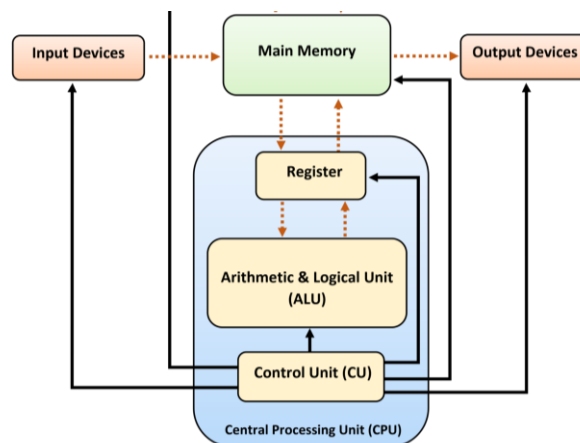 Input Devices
Main Memory
Output Devices
Register
Arithmetic & Logical Unit
(ALU)
Control Unit (CU)
Central Processing Unit (CPU)